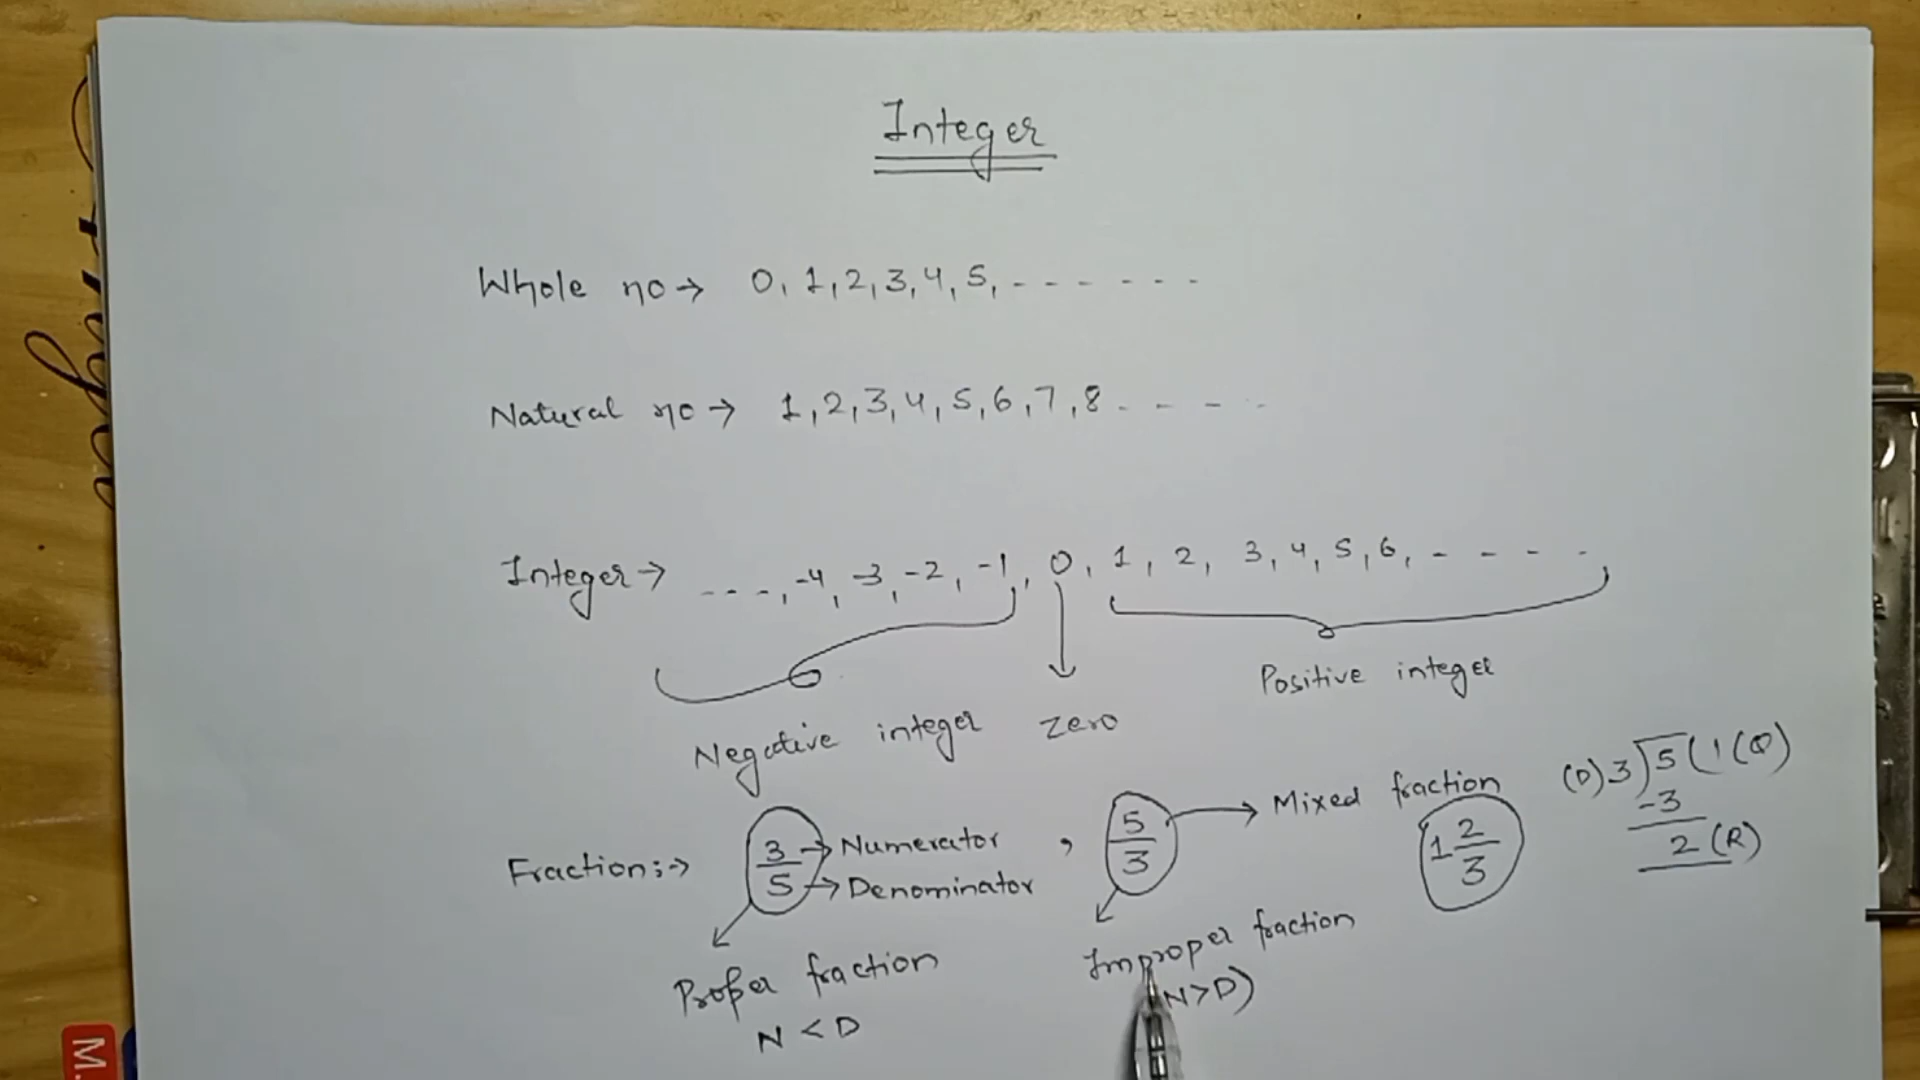 Integer
Whole no → 0, 1, 2, 3, 4, 5, - - - - - -
Natural no → 1, 2, 3, 4, 5, 6, 7, 8 - - - -
Integer → - - -, -4, -3, -2, -1, 0, 1, 2, 3, 4, 5, 6, - - - -
Negative integer
zero
Positive integer
Fraction:→ 3/5 → Numerator
→ Denominator
, 5/3 → Mixed fraction
1 2/3
(D) 3)5(1(Q)
-3
2(R)
Proper fraction
N < D
Improper fraction
N>D)
M.